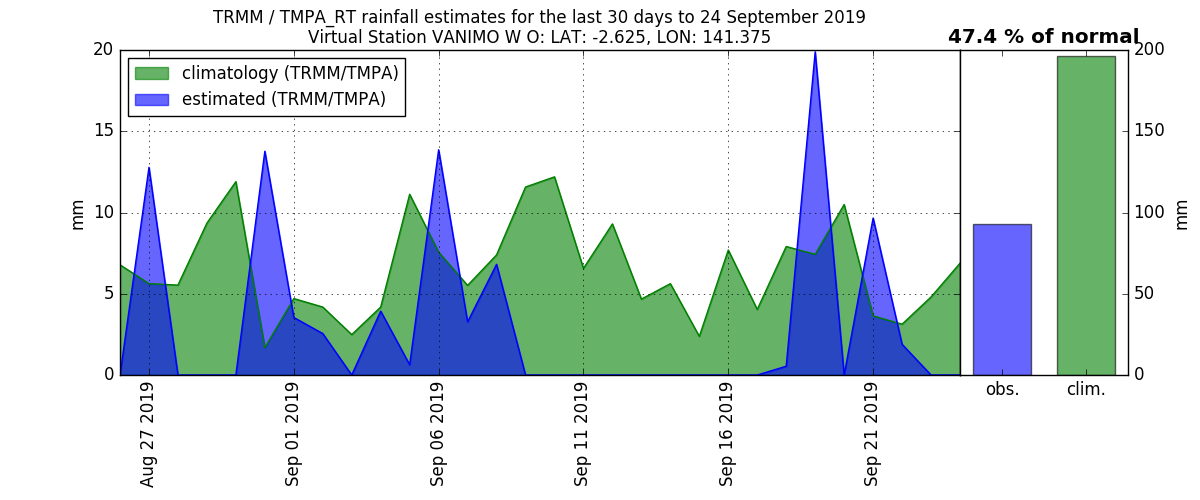 TRMM / TMPA_RT rainfall estimates for the last 30 days to 24 September 2019
Virtual Station VANIMO W O: LAT: -2.625, LON: 141.375
47.4 % of normal
climatology (TRMM/TMPA)
estimated (TRMM/TMPA)
mm
20
15
10
5
0
Aug 27 2019
Sep 01 2019
Sep 06 2019
Sep 11 2019
Sep 16 2019
Sep 21 2019
obs.
clim.
200
150
100
50
0
mm